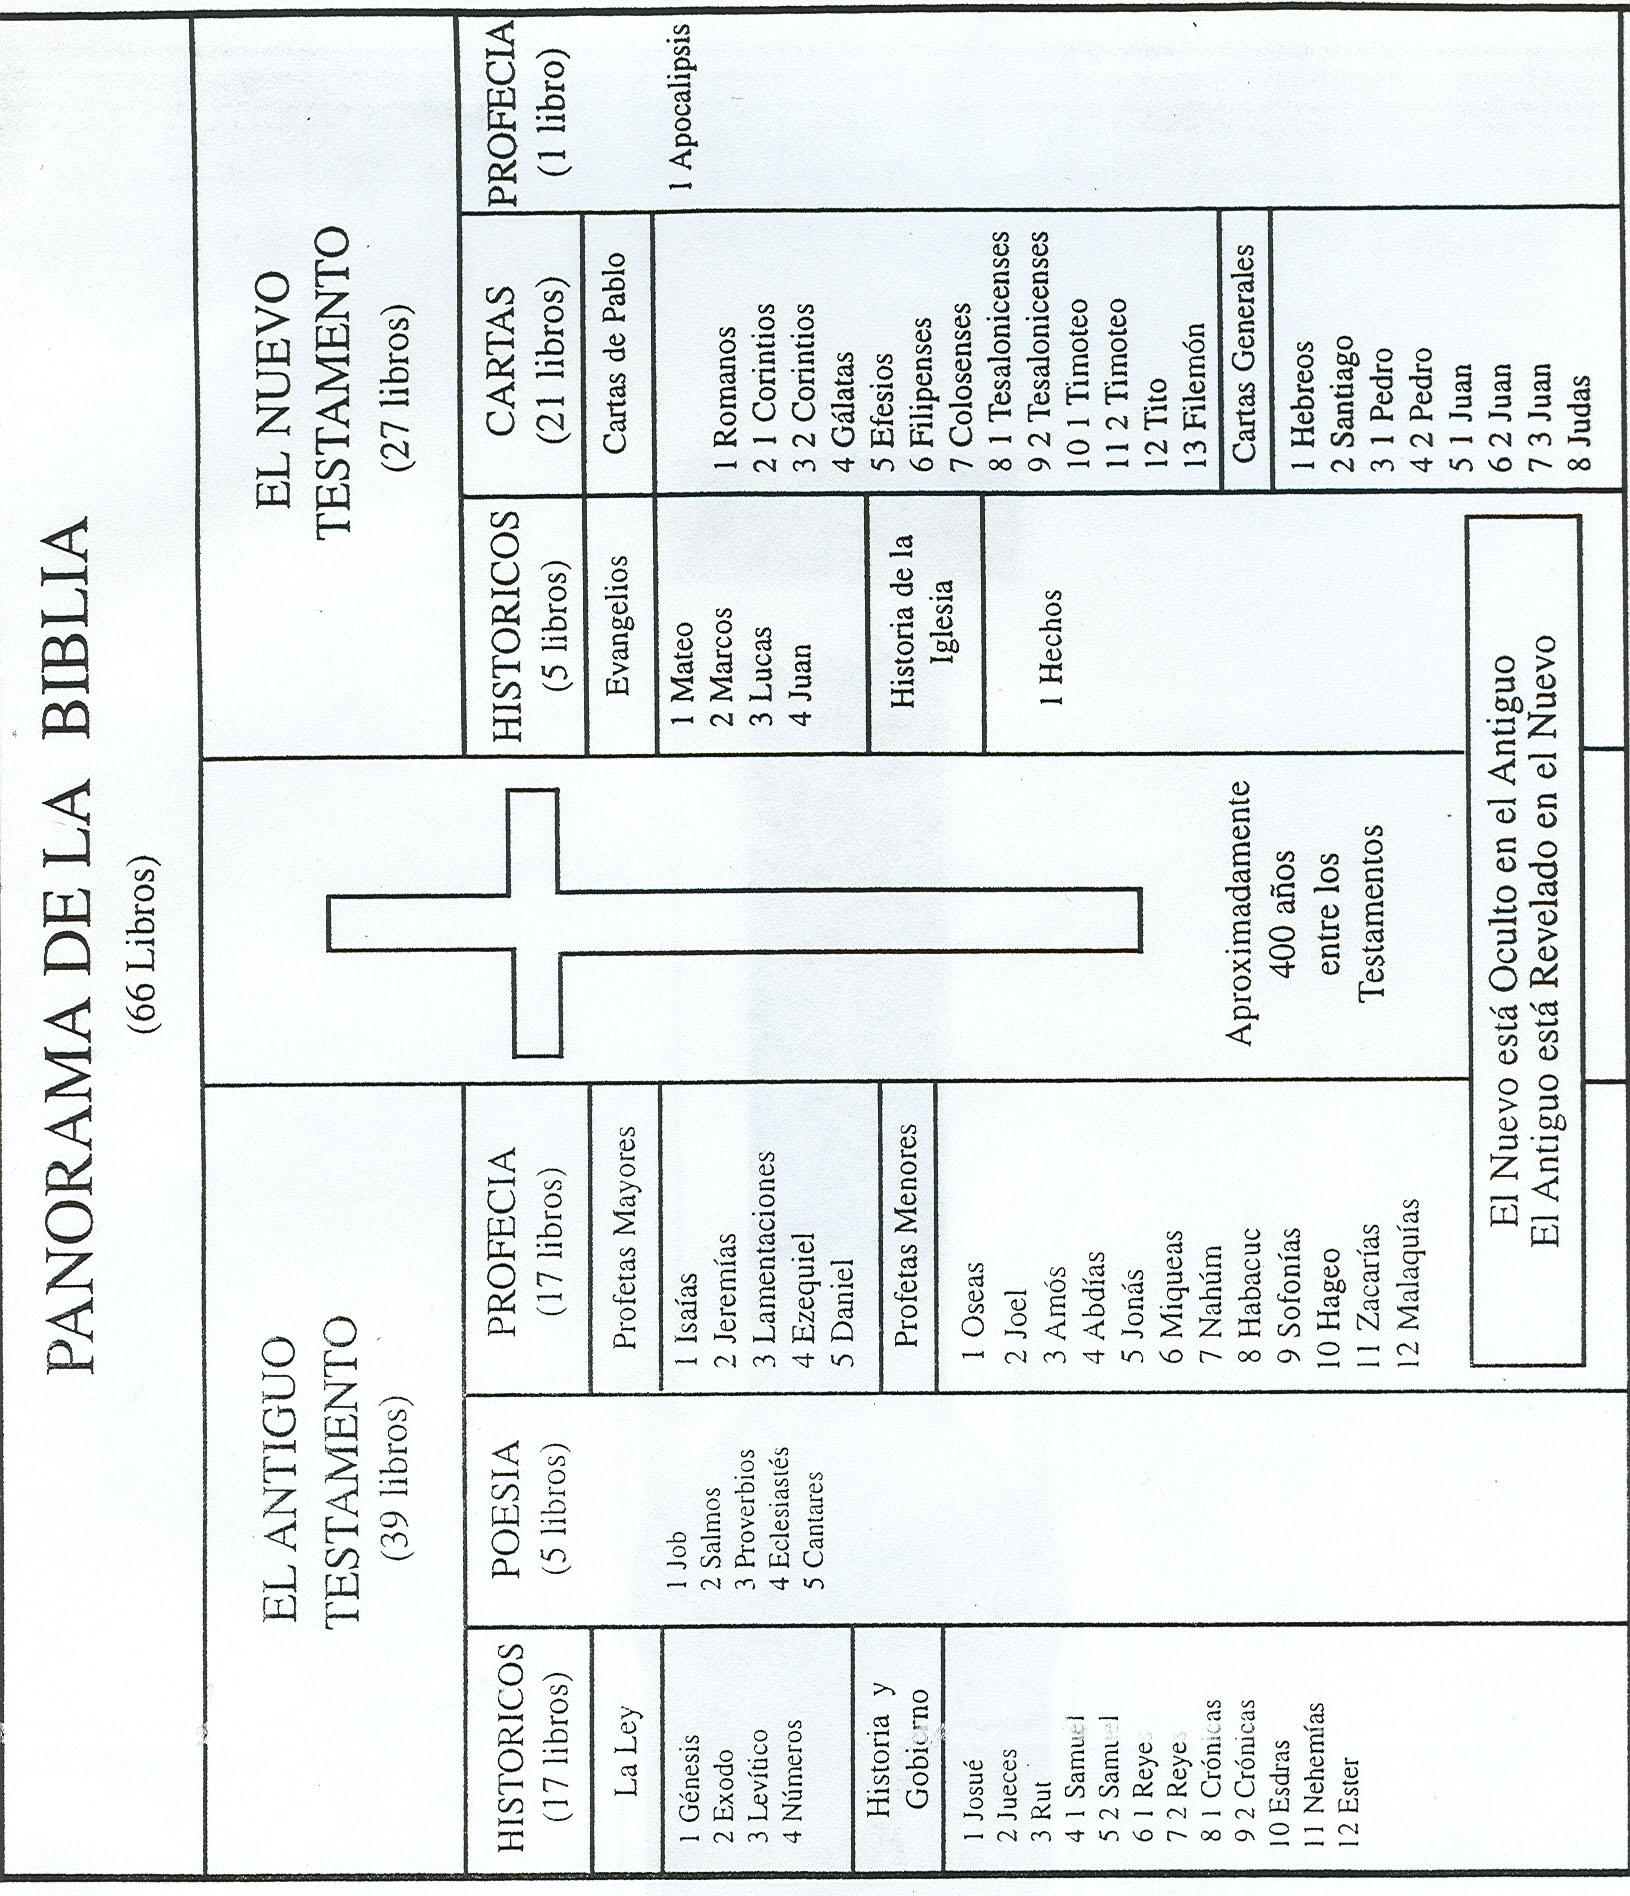 PANORAMA DE LA BIBLIA
(66 Libros)
EL ANTIGUO
TESTAMENTO
(39 libros)
HISTORICOS
(17 libros)
La Ley
1 Génesis
2 Exodo
3 Levítico
4 Números
Historia y
Gobierno
1 Josué
2 Jueces
3 Rut
4 1 Samuel
5 2 Samuel
6 1 Reye
7 2 Reye
8 1 Crónicas
9 2 Crónicas
10 Esdras
11 Nehemías
12 Ester
POESIA
(5 libros)
1 Job
2 Salmos
3 Proverbios
4 Eclesiastés
5 Cantares
PROFECIA
(17 libros)
Profetas Mayores
1 Isaías
2 Jeremías
3 Lamentaciones
4 Ezequiel
5 Daniel
Profetas Menores
1 Oseas
2 Joel
3 Amós
4 Abdías
5 Jonás
6 Miqueas
7 Nahúm
8 Habacuc
9 Sofonías
10 Hageo
11 Zacarías
12 Malaquías
Aproximadamente
400 años
entre los
Testamentos
EL NUEVO
TESTAMENTO
(27 libros)
HISTORICOS
(5 libros)
Evangelios
1 Mateo
2 Marcos
3 Lucas
4 Juan
Historia de la
Iglesia
1 Hechos
CARTAS
(21 libros)
Cartas de Pablo
1 Romanos
2 1 Corintios
3 2 Corintios
4 Gálatas
5 Efesios
6 Filipenses
7 Colosenses
8 1 Tesalonicenses
9 2 Tesalonicenses
10 1 Timoteo
11 2 Timoteo
12 Tito
13 Filemón
Cartas Generales
1 Hebreos
2 Santiago
3 1 Pedro
4 2 Pedro
5 1 Juan
6 2 Juan
7 3 Juan
8 Judas
PROFECIA
(1 libro)
1 Apocalipsis
El Nuevo está Oculto en el Antiguo
El Antiguo está Revelado en el Nuevo